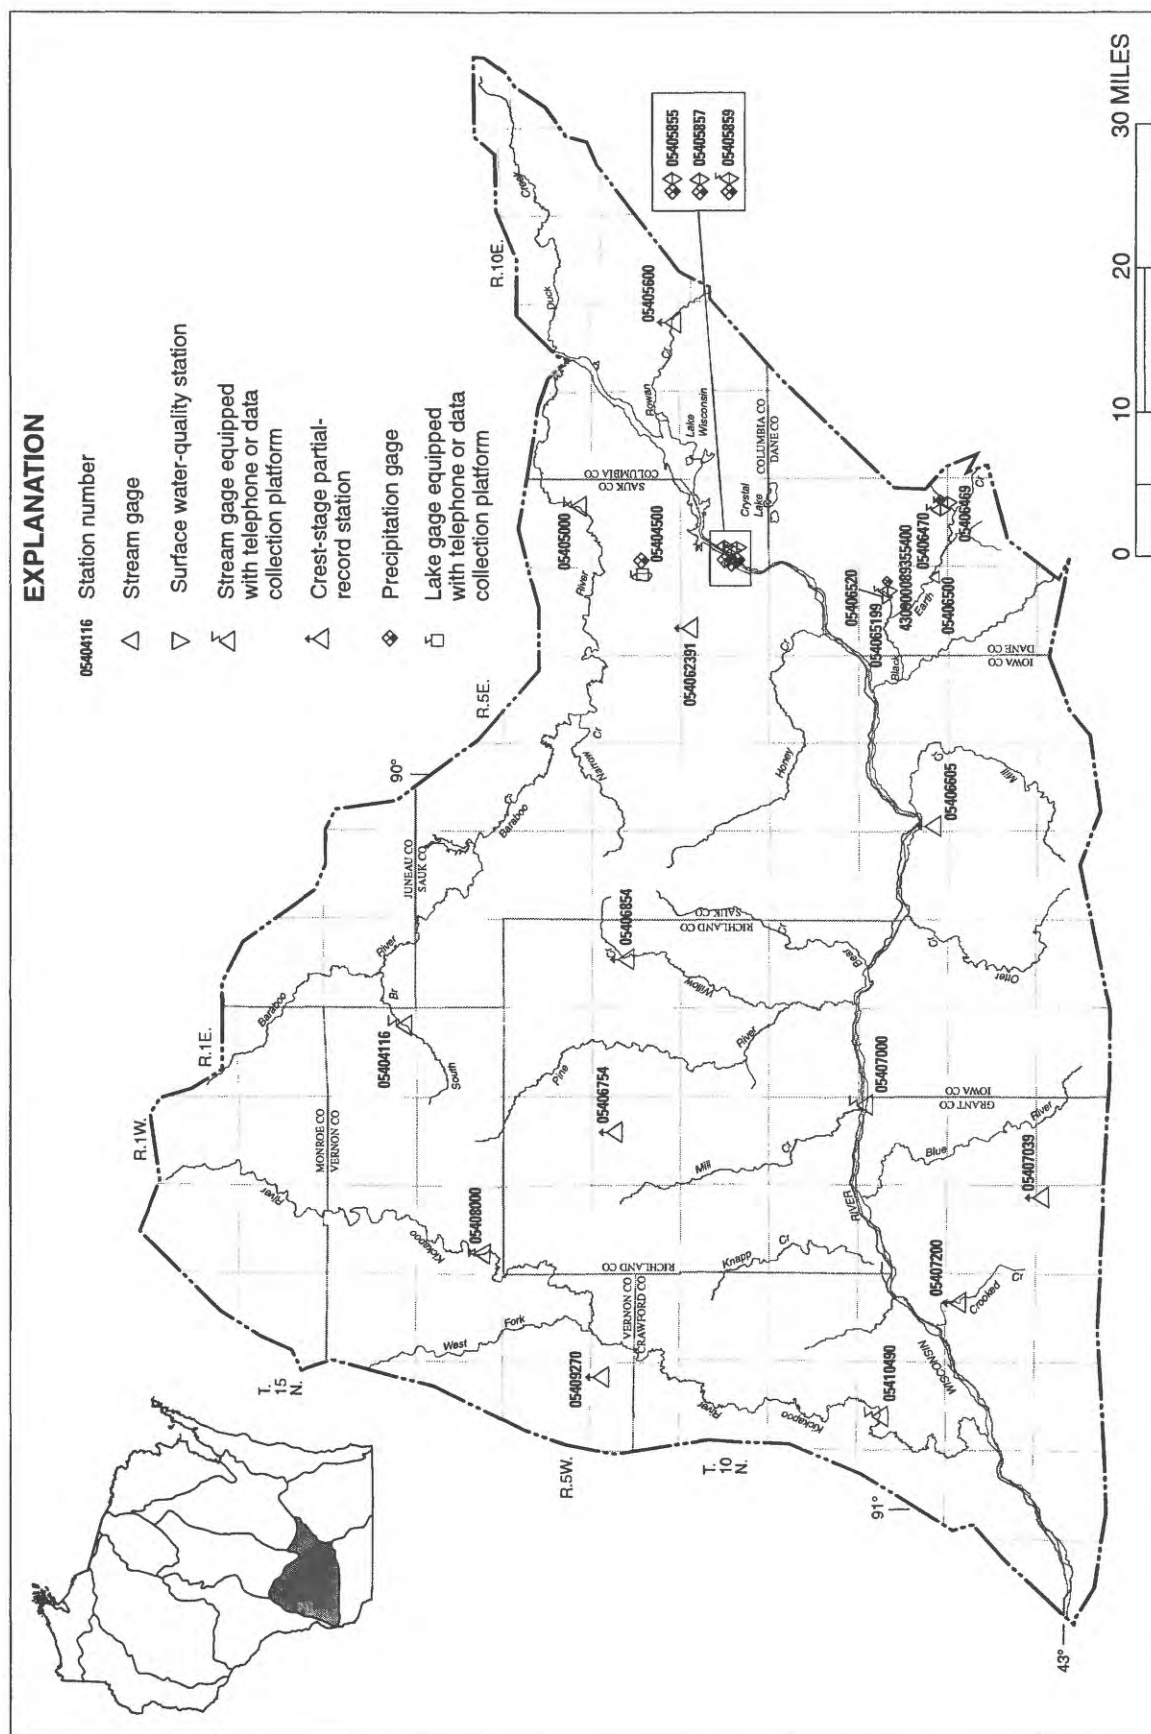 EXPLANATION
05404116 Station number
Stream gage
Surface water-quality station
Stream gage equipped
with telephone or data
collection platform
Crest-stage partial-
record station
Precipitation gage
Lake gage equipped
with telephone or data
collection platform
R.1W.
R.1E.
R.5E.
R.10E.
R.5W.
T.
15
N.
T.
10
N.
90°
91°
43°
MONROE CO
VERNON CO
JUNEAU CO
SAUK CO
SAUK CO
COLUMBIA CO
COLUMBIA CO
DANE CO
IOWA CO
DANE CO
SAUK CO
RICHLAND CO
RICHLAND CO
VERNON CO
CRAWFORD CO
GRANT CO
IOWA CO
Baraboo
River
South
Br
05404116
Baraboo
River
Narrow
Cr
Duck
Creek
Rowan
Cr
Lake
Wisconsin
Crystal
Lake
05405000
05404500
05405600
05405855
05405857
05405859
054062391
Honey
Cr
05406470
05406469
Cr
05406520
054065199
430800089355400
05406500
Black
Earth
05406605
Mill
Cr
Otter
Cr
Bear
Cr
Willow
Cr
05406854
Pine
River
05406754
Mill
Cr
05407000
Blue
River
05407039
Knapp
Cr
05407200
Crooked
Cr
WISCONSIN
RIVER
Kickapoo
River
05408000
West
Fork
05409270
Kickapoo
River
05410490
0 10 20 30 MILES